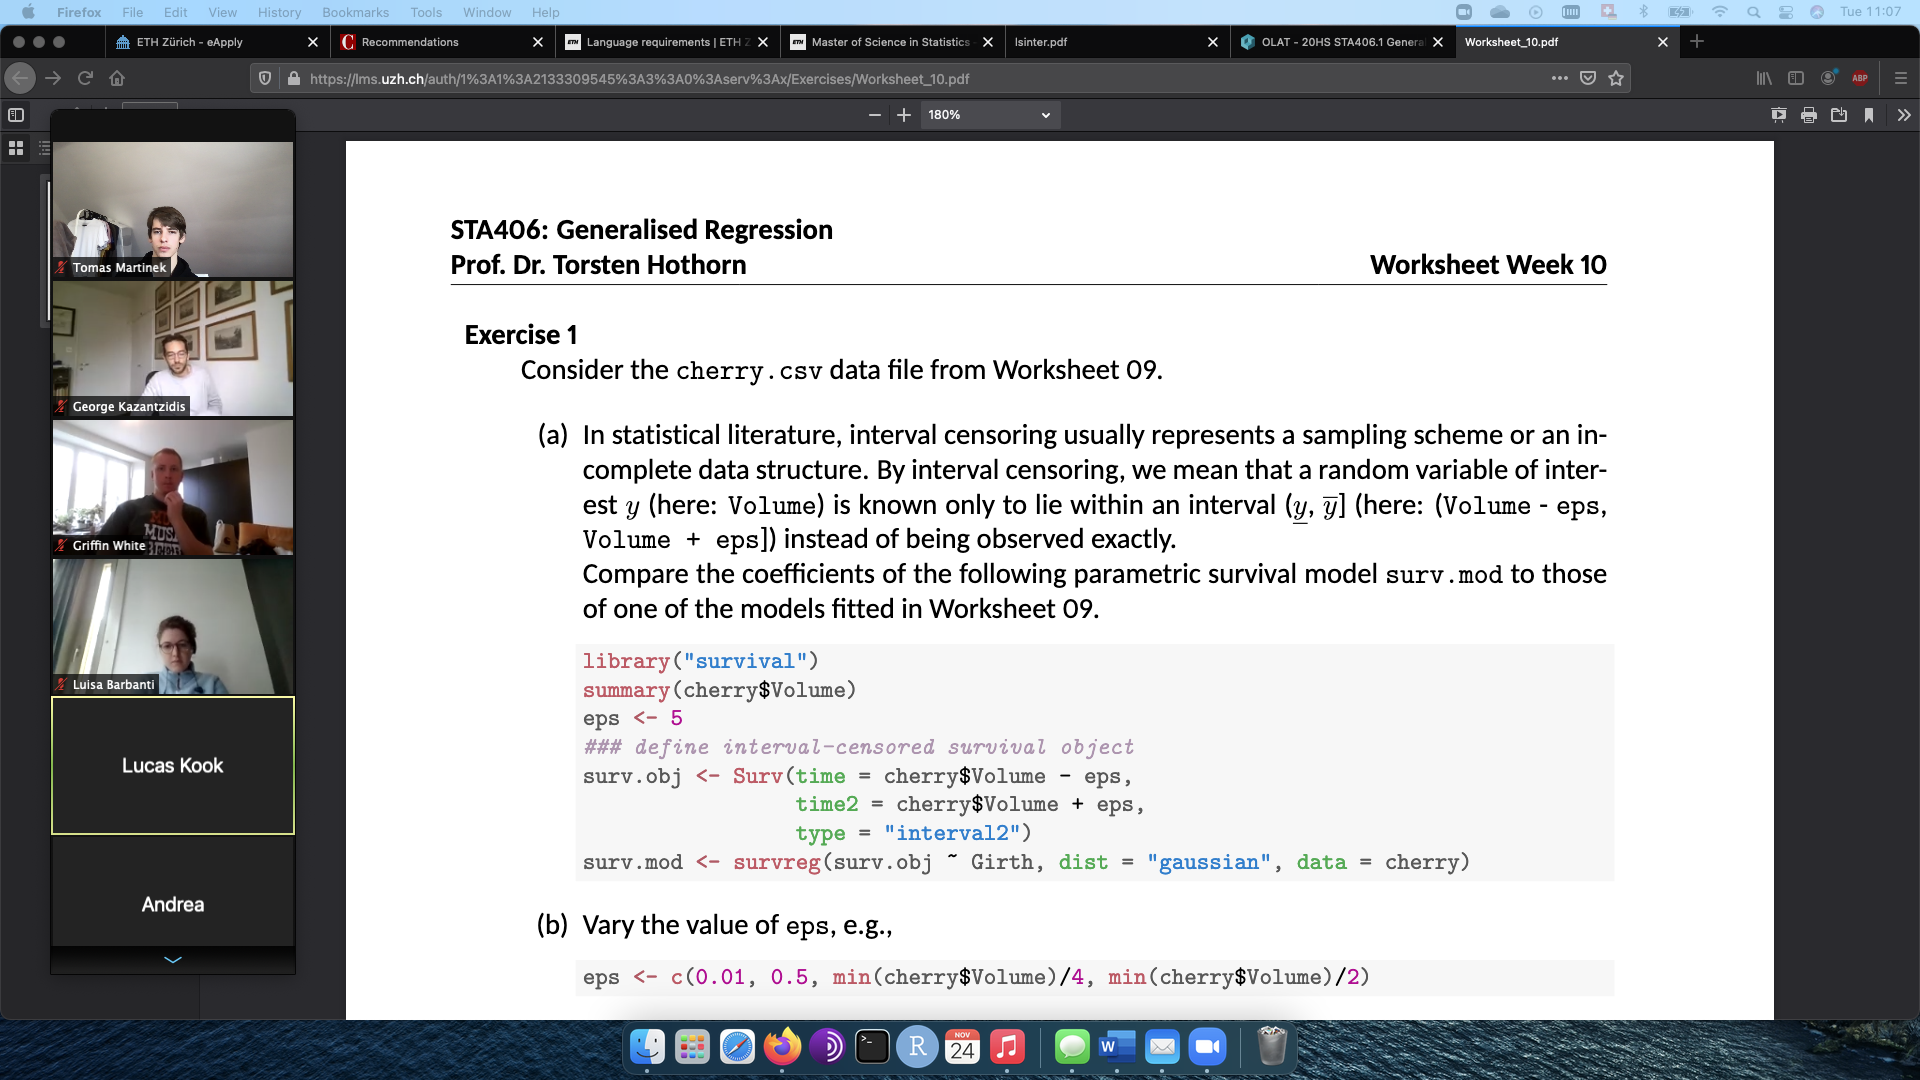 Firefox File Edit View History Bookmarks Tools Window Help Tue 11:07
ETH Zürich - eApply Recommendations Language requirements | ETH Z Master of Science in Statistics - lsinter.pdf OLAT - 20HS STA406.1 Genera Worksheet_10.pdf
https://lms.uzh.ch/auth/1%3A1%3A2133309545%3A3%3A0%3Aserv%3Ax/Exercises/Worksheet_10.pdf ABP
180%
Tomas Martinek
George Kazantzidis
Griffin White
Luisa Barbanti
Lucas Kook
Andrea
STA406: Generalised Regression
Prof. Dr. Torsten Hothorn Worksheet Week 10
Exercise 1
Consider the cherry.csv data file from Worksheet 09.
(a) In statistical literature, interval censoring usually represents a sampling scheme or an in-
complete data structure. By interval censoring, we mean that a random variable of inter-
est y (here: Volume) is known only to lie within an interval (y̲, y̅] (here: (Volume - eps,
Volume + eps]) instead of being observed exactly.
Compare the coefficients of the following parametric survival model surv.mod to those
of one of the models fitted in Worksheet 09.
library("survival")
summary(cherry$Volume)
eps <- 5
### define interval-censored survival object
surv.obj <- Surv(time = cherry$Volume - eps,
time2 = cherry$Volume + eps,
type = "interval2")
surv.mod <- survreg(surv.obj ~ Girth, dist = "gaussian", data = cherry)
(b) Vary the value of eps, e.g.,
eps <- c(0.01, 0.5, min(cherry$Volume)/4, min(cherry$Volume)/2)
NOV
24
R
W